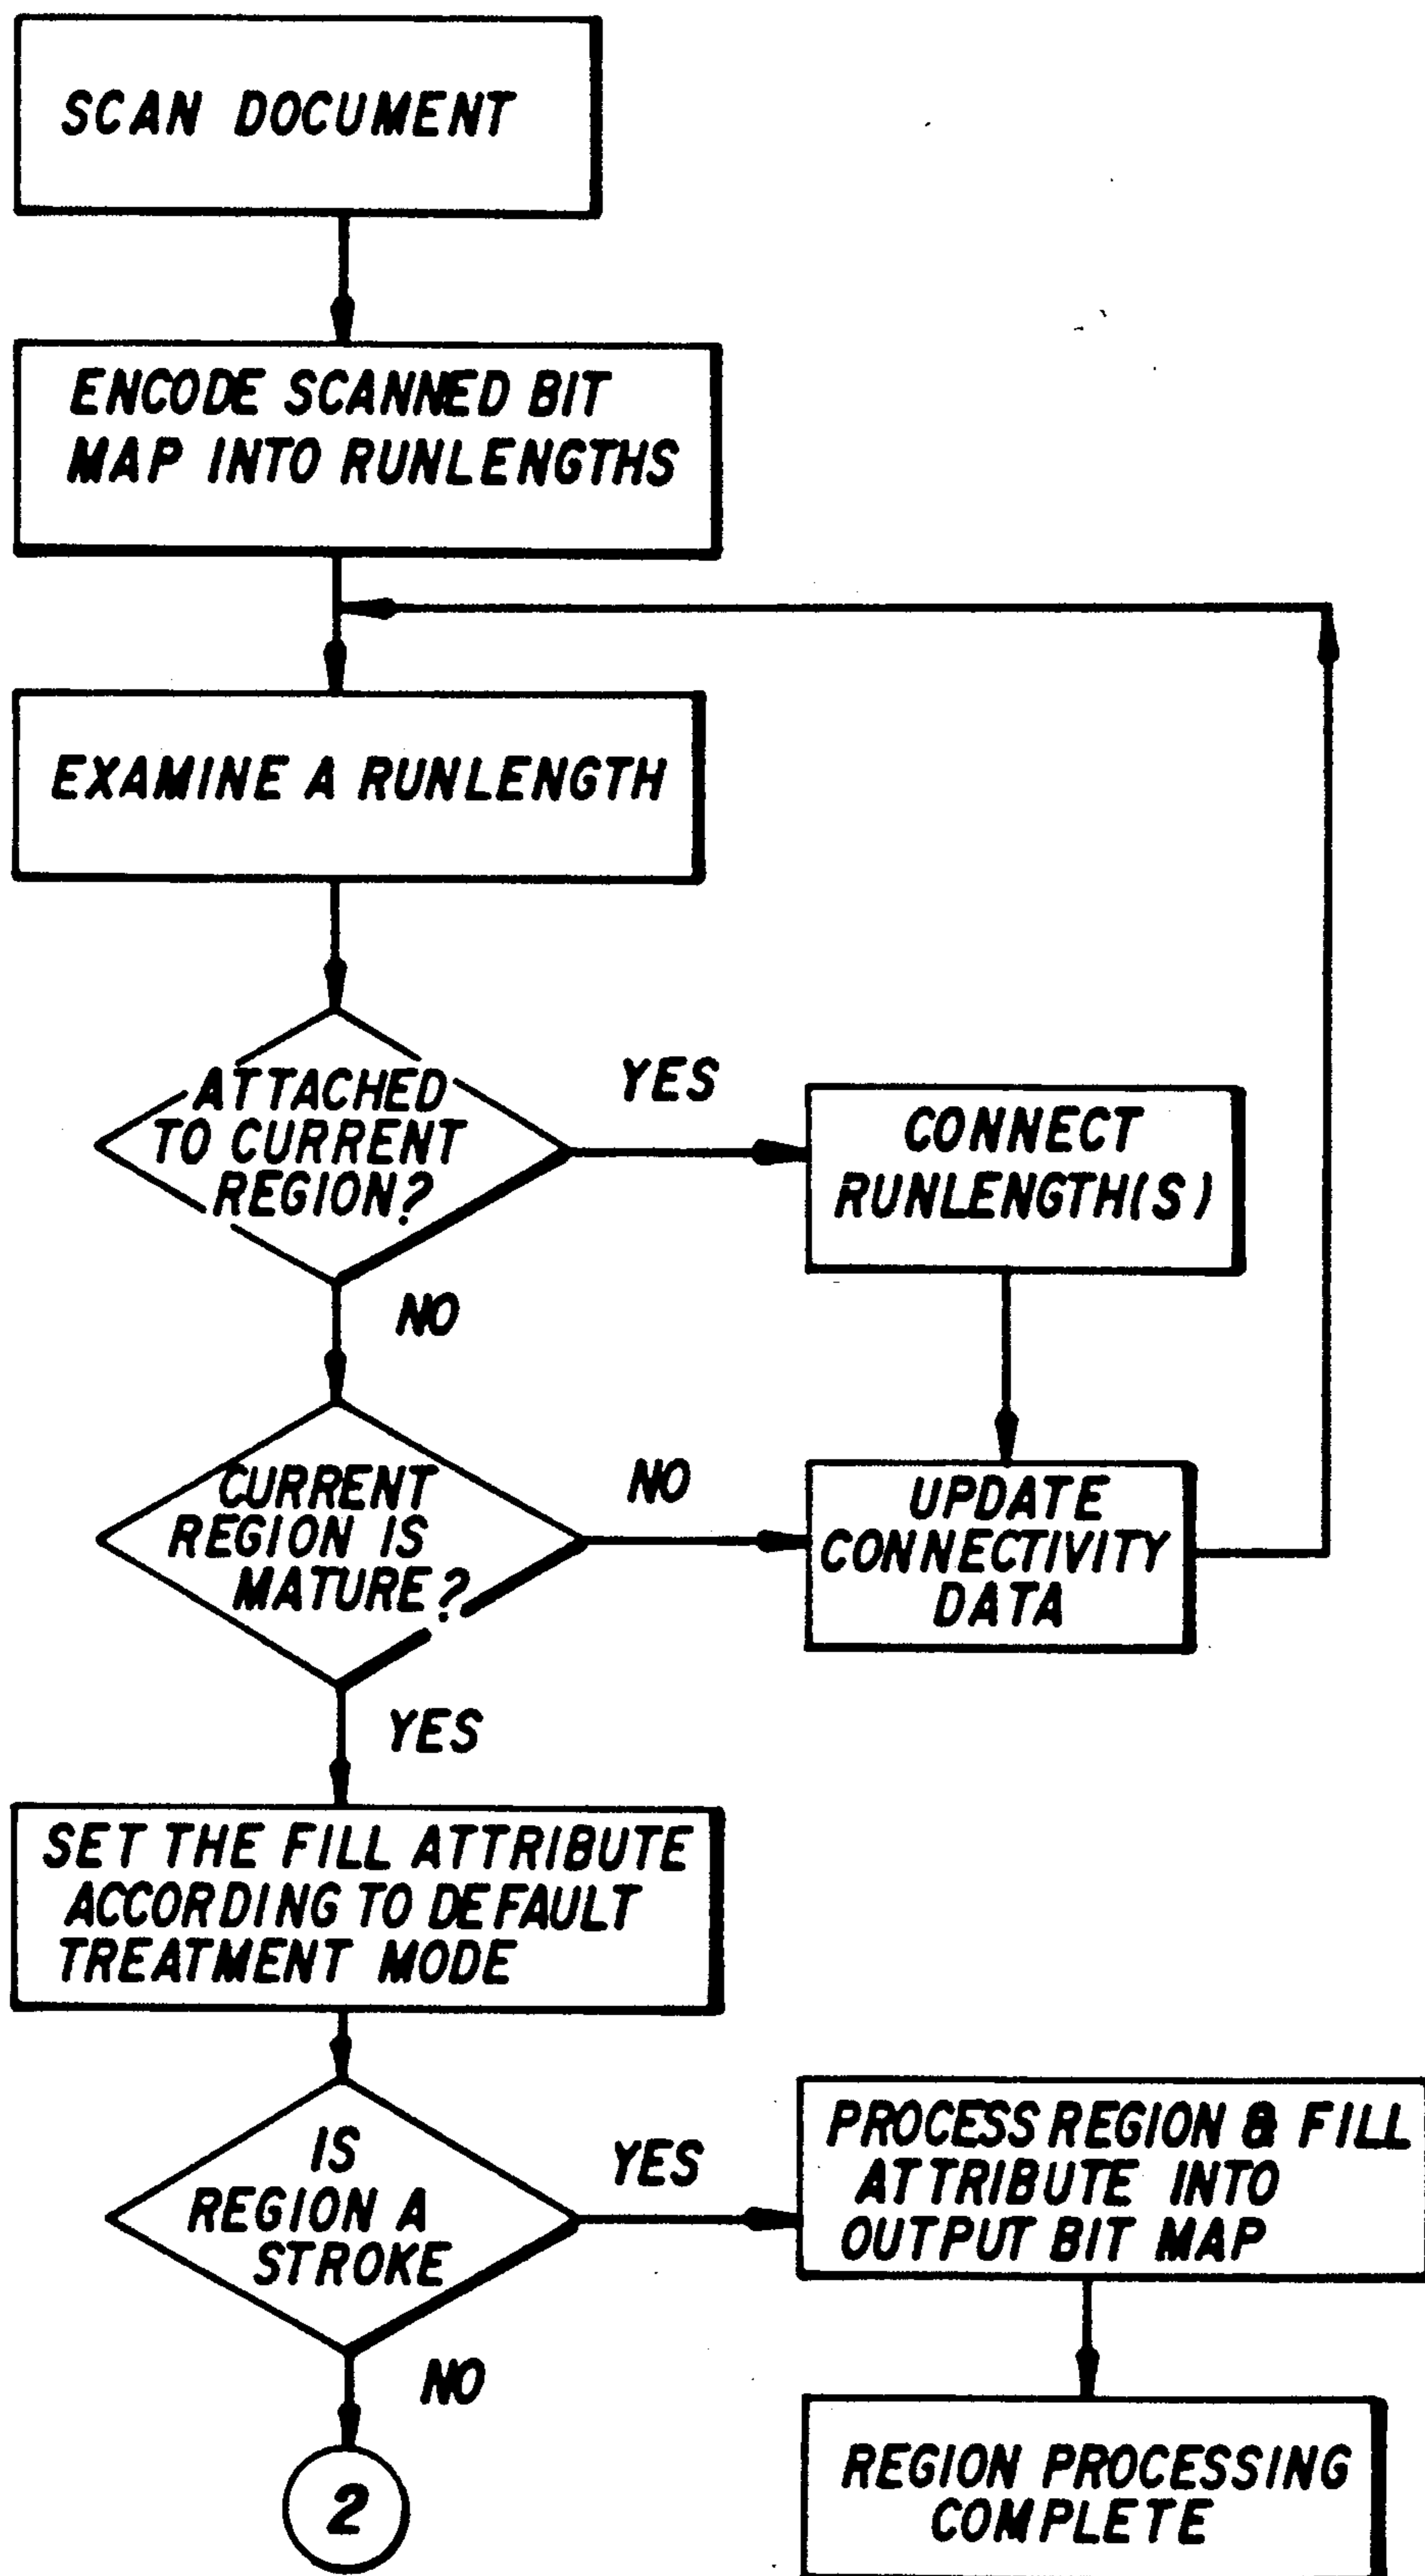 SCAN DOCUMENT
ENCODE SCANNED BIT
MAP INTO RUNLENGTHS
EXAMINE A RUNLENGTH
ATTACHED
TO CURRENT
REGION?
YES
CONNECT
RUNLENGTH(S)
NO
CURRENT
REGION IS
MATURE?
NO
UPDATE
CONNECTIVITY
DATA
YES
SET THE FILL ATTRIBUTE
ACCORDING TO DEFAULT
TREATMENT MODE
IS
REGION A
STROKE
YES
PROCESS REGION & FILL
ATTRIBUTE INTO
OUTPUT BIT MAP
NO
2
REGION PROCESSING
COMPLETE